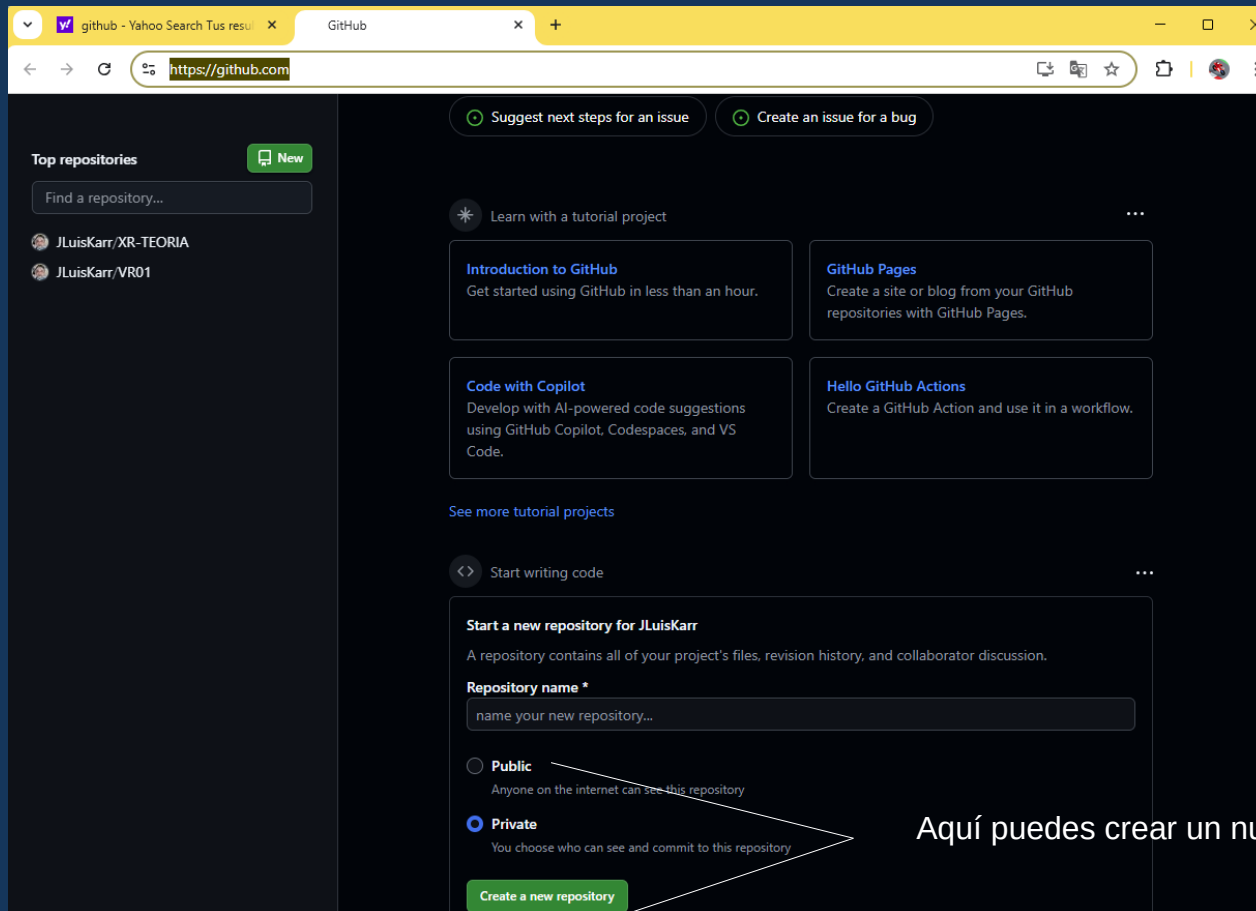 github - Yahoo Search Tus resul
GitHub
https://github.com
Suggest next steps for an issue
Create an issue for a bug
Top repositories
New
Find a repository...
JLuisKarr/XR-TEORIA
JLuisKarr/VR01
Learn with a tutorial project
Introduction to GitHub
Get started using GitHub in less than an hour.
GitHub Pages
Create a site or blog from your GitHub
repositories with GitHub Pages.
Code with Copilot
Develop with AI-powered code suggestions
using GitHub Copilot, Codespaces, and VS
Code.
Hello GitHub Actions
Create a GitHub Action and use it in a workflow.
See more tutorial projects
Start writing code
Start a new repository for JLuisKarr
A repository contains all of your project's files, revision history, and collaborator discussion.
Repository name *
name your new repository...
Public
Anyone on the internet can see this repository
Private
You choose who can see and commit to this repository
Aquí puedes crear un nu
Create a new repository